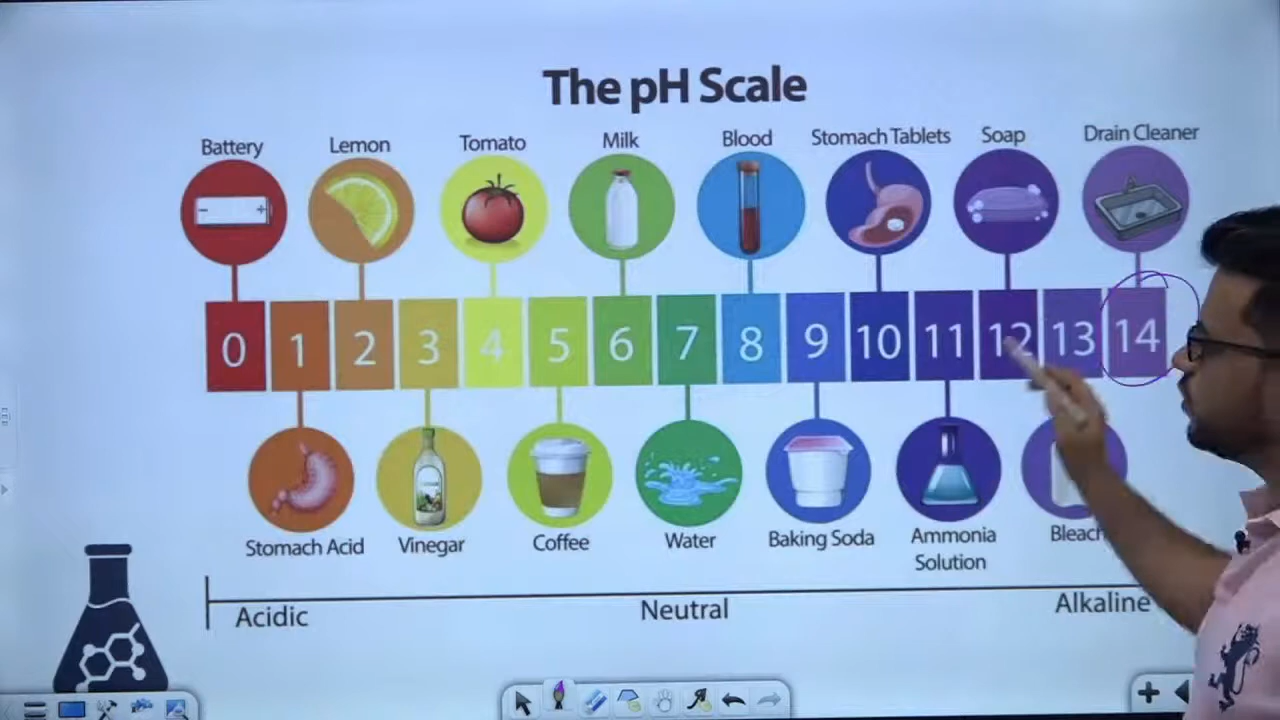 The pH Scale
Battery Lemon Tomato Milk Blood Stomach Tablets Soap Drain Cleaner
0 1 2 3 4 5 6 7 8 9 10 11 12 13 14
Stomach Acid Vinegar Coffee Water Baking Soda Ammonia Solution Bleach
Acidic Neutral Alkaline